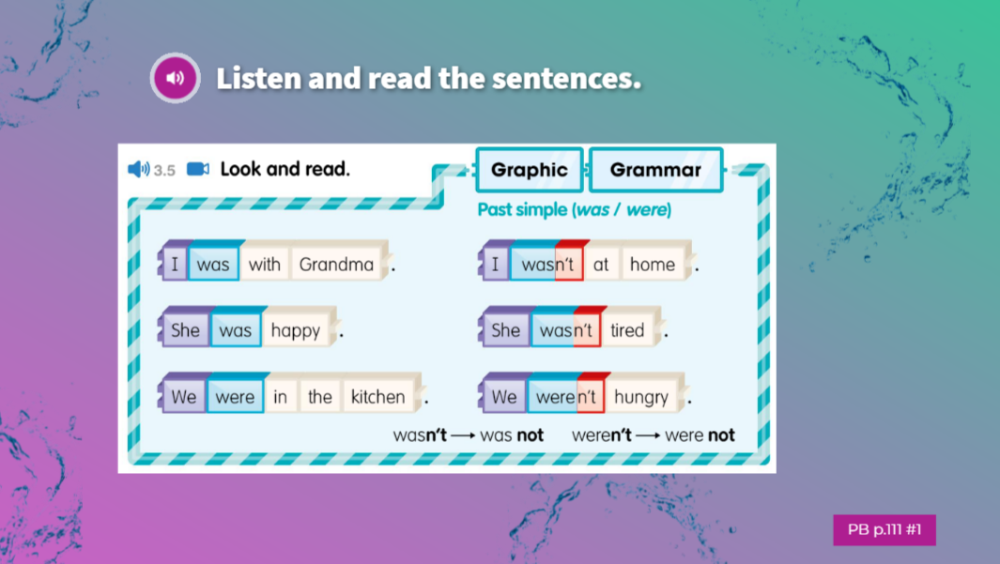 Listen and read the sentences.
3.5 Look and read.
Graphic Grammar
Past simple (was / were)
I was with Grandma.
I wasn't at home.
She was happy.
She wasn't tired.
We were in the kitchen.
We weren't hungry.
wasn't → was not weren't → were not
PB p.111 #1